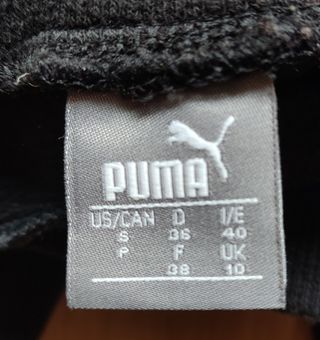 PUMA
US/CAN D I/E
S 36 40
P F UK
38 10